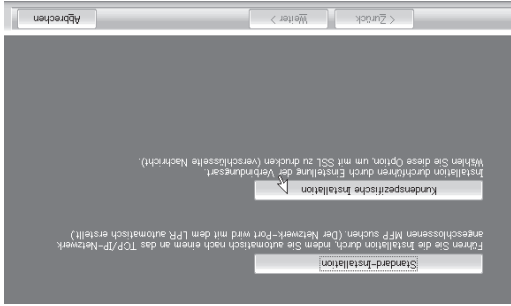 Standard-Installation
Führen Sie die Installation durch, indem Sie automatisch nach einem an das TCP/IP-Netzwerk
angeschlossenen MFP suchen. (Der Netzwerk-Port wird mit dem LPR automatisch erstellt)
Kundenspezifische Installation
Installation durchführen durch Einstellung der Verbindungsart.
Wählen Sie diese Option, um mit SSL zu drucken (verschlüsselte Nachricht).
< Zurück
Weiter >
Abbrechen